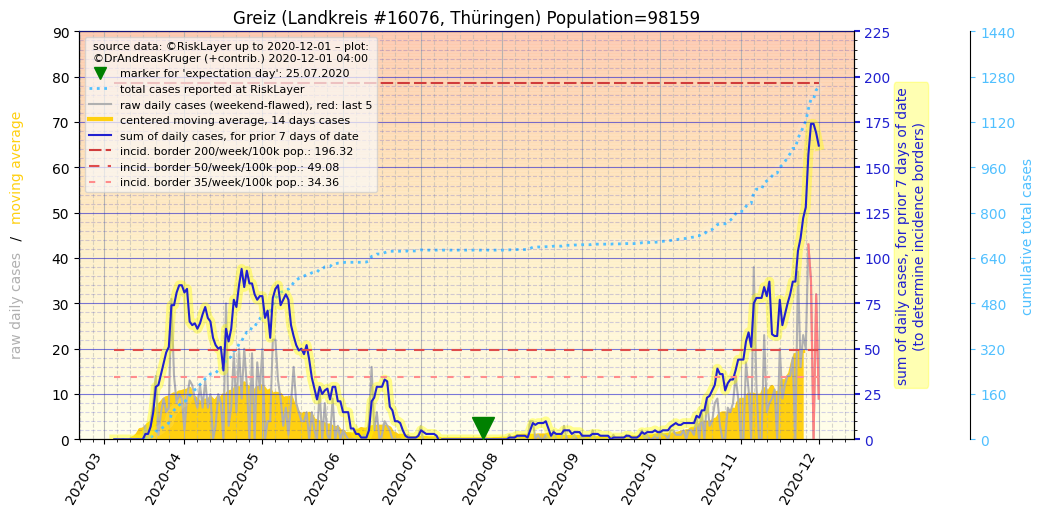 Greiz (Landkreis #16076, Thüringen) Population=98159
source data: ©RiskLayer up to 2020-12-01 – plot:
©DrAndreasKruger (+contrib.) 2020-12-01 04:00
marker for 'expectation day': 25.07.2020
total cases reported at RiskLayer
raw daily cases (weekend-flawed), red: last 5
centered moving average, 14 days cases
sum of daily cases, for prior 7 days of date
incid. border 200/week/100k pop.: 196.32
incid. border 50/week/100k pop.: 49.08
incid. border 35/week/100k pop.: 34.36
raw daily cases / moving average
90
80
70
60
50
40
30
20
10
0
225
200
175
150
125
100
75
50
25
0
sum of daily cases, for prior 7 days of date
(to determine incidence borders)
1440
1280
1120
960
800
640
480
320
160
0
cumulative total cases
2020-03
2020-04
2020-05
2020-06
2020-07
2020-08
2020-09
2020-10
2020-11
2020-12